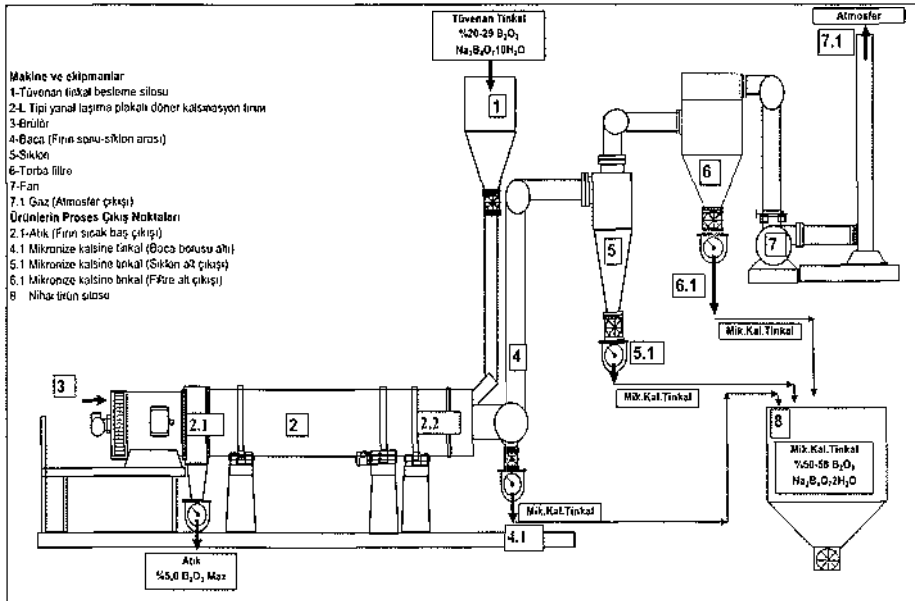 Tüvenan Tinkal
%20-29 B₂O₃
Na₂B₄O₇10H₂O
Atmosfer
7.1
Makine ve ekipmanlar
1-Tüvenan tinkal besleme silosu
2-L Tipi yanal taşıma plakalı döner kalsinasyon fırını
3-Brülör
4-Baca (Fırın sonu-siklon arası)
5-Siklon
6-Torba filtre
7-Fan
7.1 Gaz (Atmosfer çıkışı)
Ürünlerin Proses Çıkış Noktaları
2.1-Atık (Fırın sıcak baş çıkışı)
4.1 Mikronize kalsine tinkal (Baca borusu altı)
5.1 Mikronize kalsine tinkal (Siklon alt çıkışı)
6.1 Mikronize kalsine tinkal (Filtre alt çıkışı)
8 Nihai ürün silosu
1
6
5
7
6.1
4
5.1
Mik.Kal.Tinkal
Mik.Kal.Tinkal
3
2.1
2
2.2
8
Mik.Kal.Tinkal
%50-56 B₂O₃
Na₂B₄O₇2H₂O
Mik.Kal.Tinkal
4.1
Atık
%5,0 B₂O₃ Maz